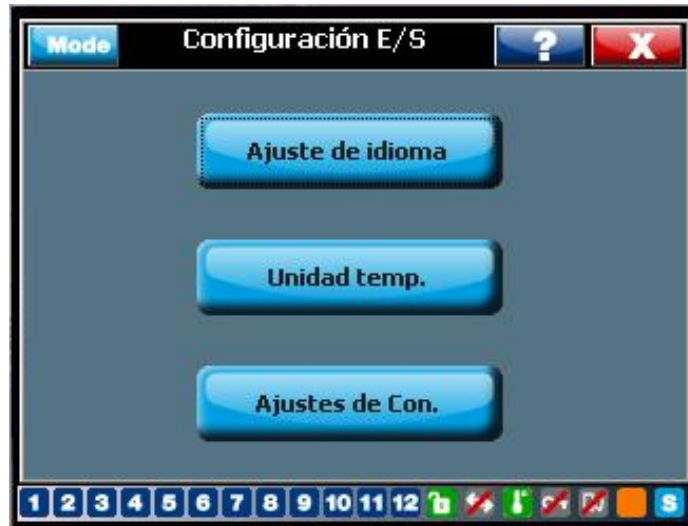 Mode Configuración E/S ? X
Ajuste de idioma
Unidad temp.
Ajustes de Con.
1 2 3 4 5 6 7 8 9 10 11 12 S